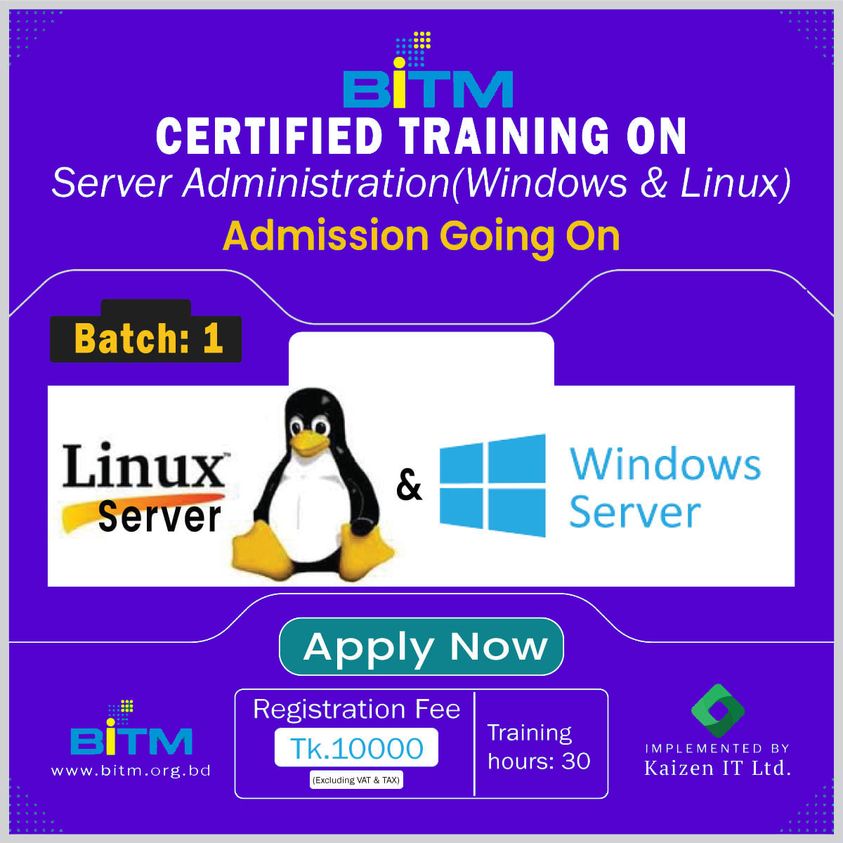 BiTM
CERTIFIED TRAINING ON
Server Administration(Windows & Linux)
Admission Going On
Batch: 1
Linux™
Server
&
Windows
Server
Apply Now
BiTM
www.bitm.org.bd
Registration Fee
Tk.10000
(Excluding VAT & TAX)
Training
hours: 30
IMPLEMENTED BY
Kaizen IT Ltd.